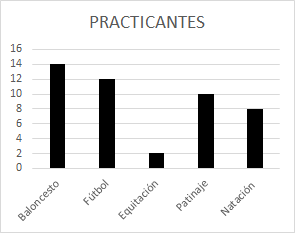 PRACTICANTES
16
14
12
10
8
6
4
2
0
Baloncesto
Fútbol
Equitación
Patinaje
Natación